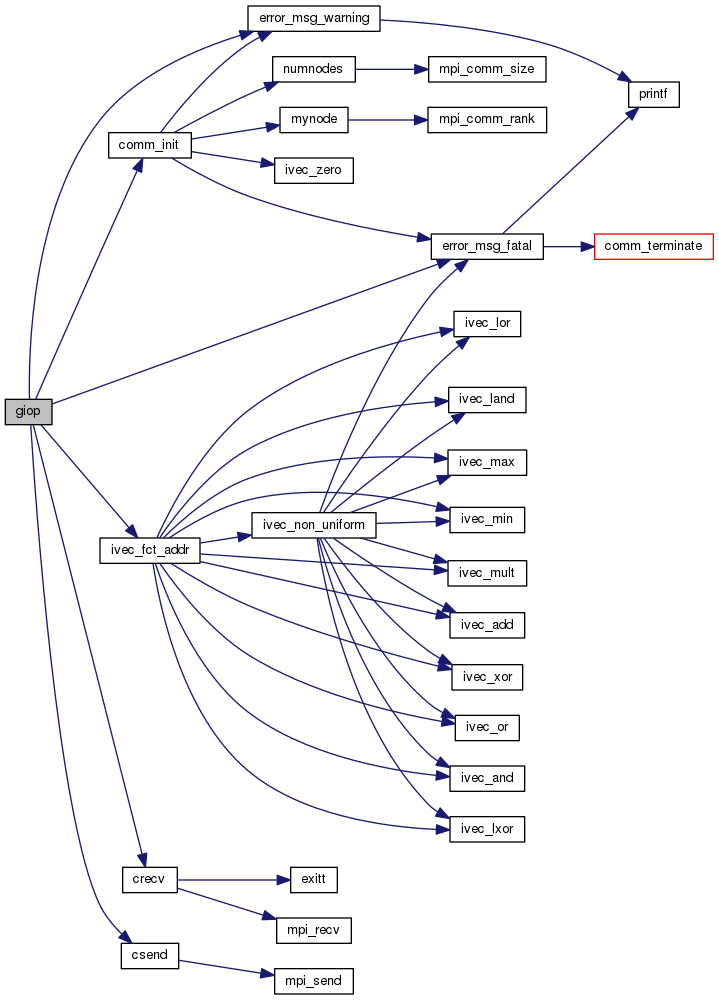 error_msg_warning
numnodes
mpi_comm_size
printf
mynode
mpi_comm_rank
comm_init
ivec_zero
error_msg_fatal
comm_terminate
ivec_lor
ivec_land
giop
ivec_max
ivec_min
ivec_non_uniform
ivec_fct_addr
ivec_mult
ivec_add
ivec_xor
ivec_or
ivec_and
ivec_lxor
crecv
exitt
mpi_recv
csend
mpi_send